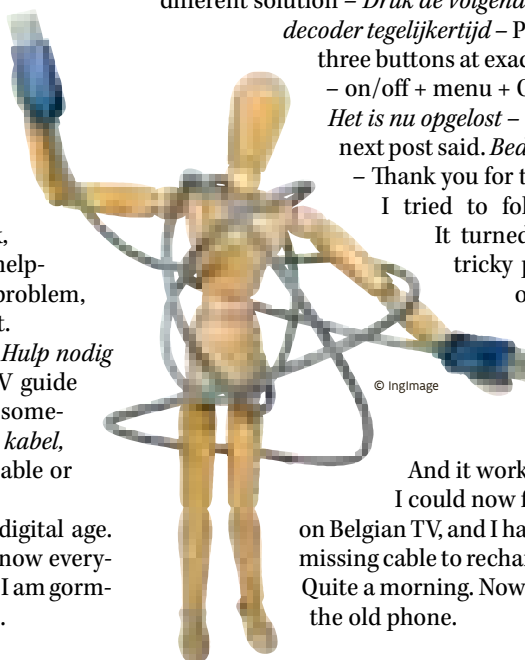 help-
problem,
t.
Hulp nodig
V guide
some-
kabel,
able or
digital age.
now every-
I am gorm-
.
different solution – Druk de volgend
decoder tegelijkertijd – P
three buttons at exac
– on/off + menu + O
Het is nu opgelost –
next post said. Bed
– Thank you for t
I tried to fol
It turned
tricky p
o
© IngImage
And it work
I could now f
on Belgian TV, and I ha
missing cable to rechar
Quite a morning. Now
the old phone.